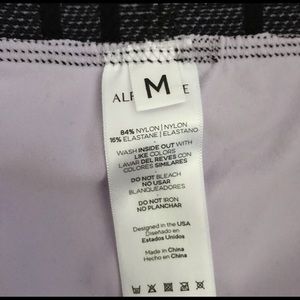 M
84% NYLON | NYLON
16% ELASTANE | ELASTANO
WASH INSIDE OUT WITH
LIKE COLORS
LAVAR DEL REVES CON
COLORES SIMILARES
DO NOT BLEACH
NO USAR
BLANQUEADORES
DO NOT IRON
NO PLANCHAR
Designed in the USA
Diseñado en
Estados Unidos
Made in China
Hecho en China